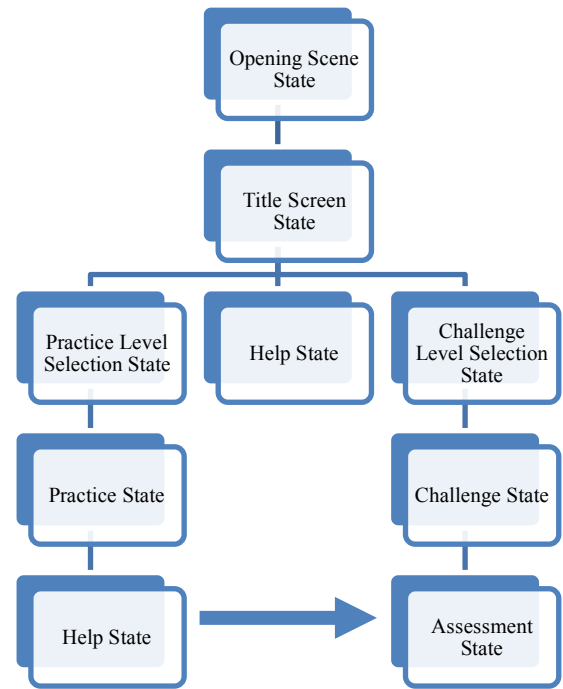 Opening Scene
State
Title Screen
State
Practice Level
Selection State
Help State
Challenge
Level Selection
State
Practice State
Challenge State
Help State
Assessment
State